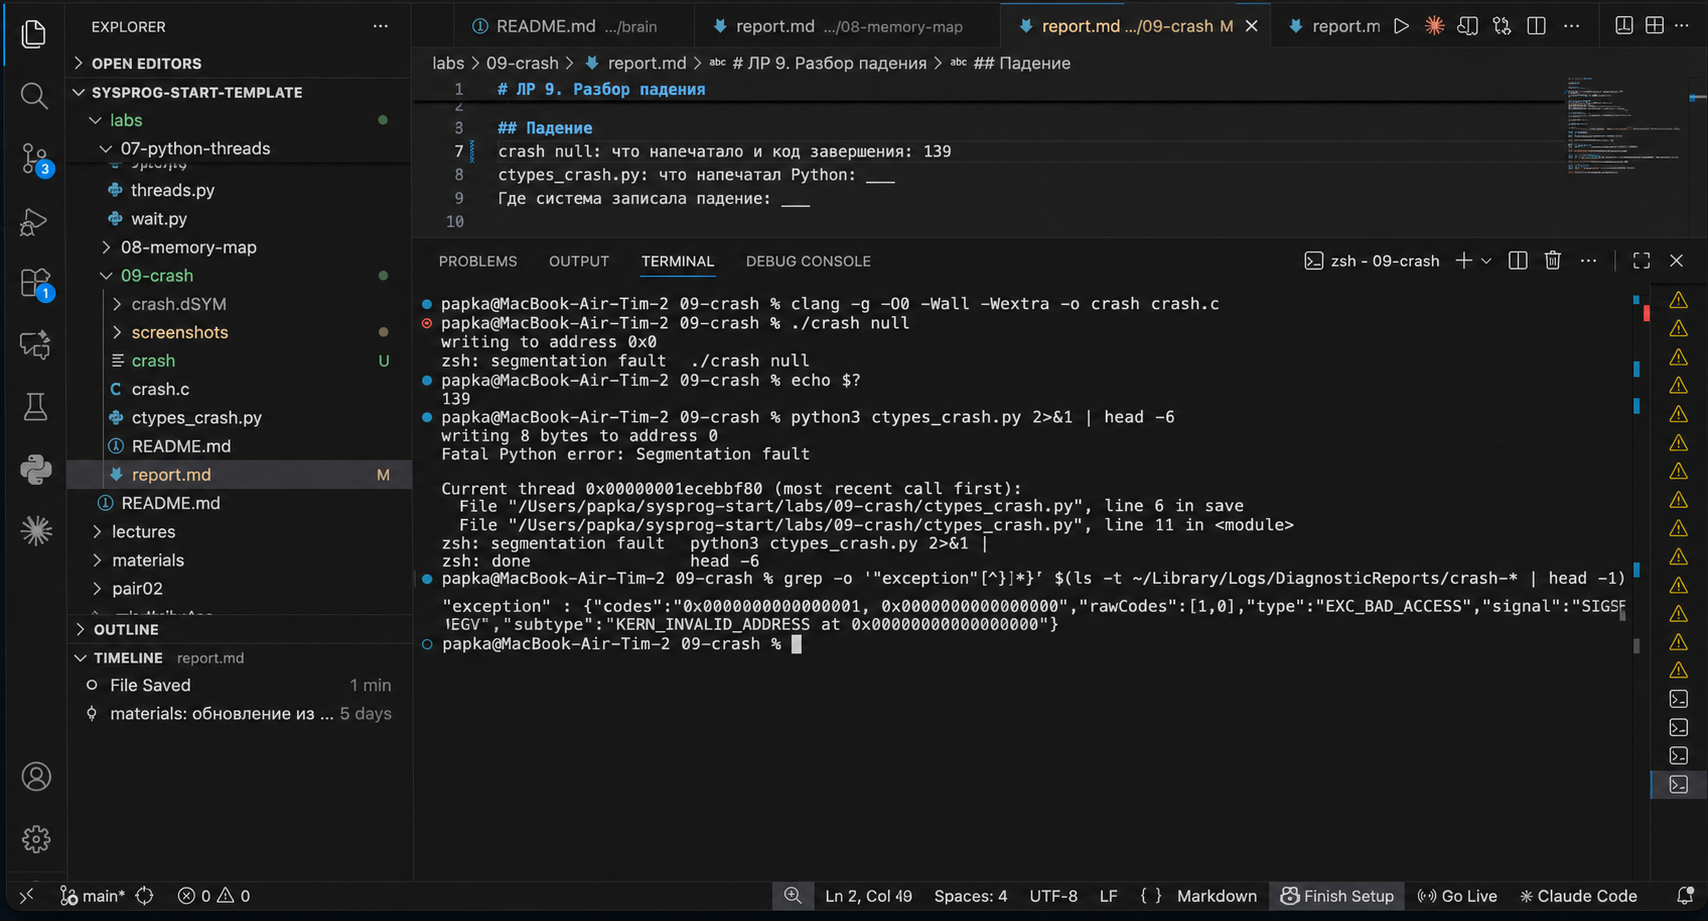 EXPLORER
OPEN EDITORS
SYSPROG-START-TEMPLATE
labs
07-python-threads
threads.py
wait.py
08-memory-map
09-crash
crash.dSYM
screenshots
crash U
crash.c
ctypes_crash.py
README.md
report.md M
README.md
lectures
materials
pair02
OUTLINE
TIMELINE report.md
File Saved 1 min
materials: обновление из ... 5 days
3
1
README.md .../brain
report.md .../08-memory-map
report.md .../09-crash M
report.m
labs > 09-crash > report.md > abc # ЛР 9. Разбор падения > abc ## Падение
1 # ЛР 9. Разбор падения
2
3 ## Падение
7 crash null: что напечатало и код завершения: 139
8 ctypes_crash.py: что напечатал Python: ___
9 Где система записала падение: ___
10
PROBLEMS OUTPUT TERMINAL DEBUG CONSOLE
zsh - 09-crash
papka@MacBook-Air-Tim-2 09-crash % clang -g -O0 -Wall -Wextra -o crash crash.c
papka@MacBook-Air-Tim-2 09-crash % ./crash null
writing to address 0x0
zsh: segmentation fault  ./crash null
papka@MacBook-Air-Tim-2 09-crash % echo $?
139
papka@MacBook-Air-Tim-2 09-crash % python3 ctypes_crash.py 2>&1 | head -6
writing 8 bytes to address 0
Fatal Python error: Segmentation fault
Current thread 0x00000001ecebbf80 (most recent call first):
File "/Users/papka/sysprog-start/labs/09-crash/ctypes_crash.py", line 6 in save
File "/Users/papka/sysprog-start/labs/09-crash/ctypes_crash.py", line 11 in <module>
zsh: segmentation fault  python3 ctypes_crash.py 2>&1 |
zsh: done  head -6
papka@MacBook-Air-Tim-2 09-crash % grep -o '"exception"[^}]*}' $(ls -t ~/Library/Logs/DiagnosticReports/crash-* | head -1)
"exception" : {"codes":"0x0000000000000001, 0x0000000000000000","rawCodes":[1,0],"type":"EXC_BAD_ACCESS","signal":"SIGSE
EGV","subtype":"KERN_INVALID_ADDRESS at 0x0000000000000000"}
papka@MacBook-Air-Tim-2 09-crash %
main* 0 0
Ln 2, Col 49 Spaces: 4 UTF-8 LF { } Markdown Finish Setup Go Live Claude Code